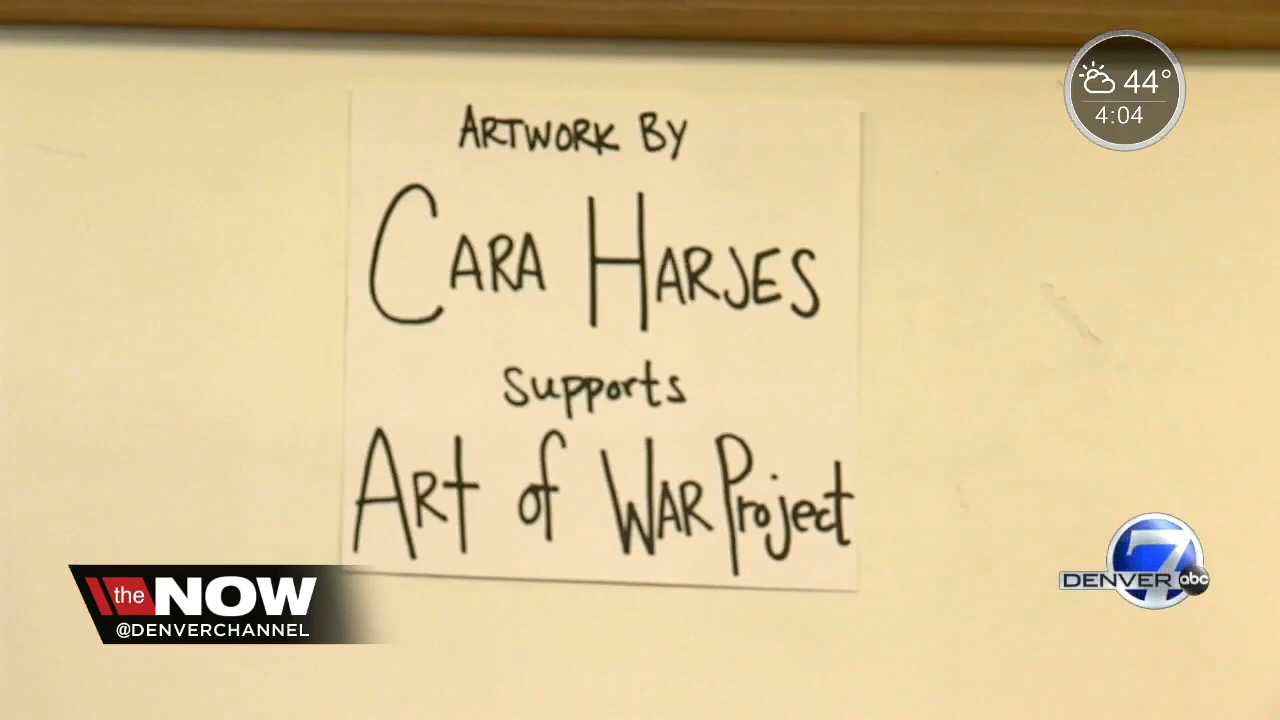 44°
4:04
ARTWORK BY
CARA HARJES
supports
ART of WAR Project
the NOW
@DENVERCHANNEL
DENVER 7 abc